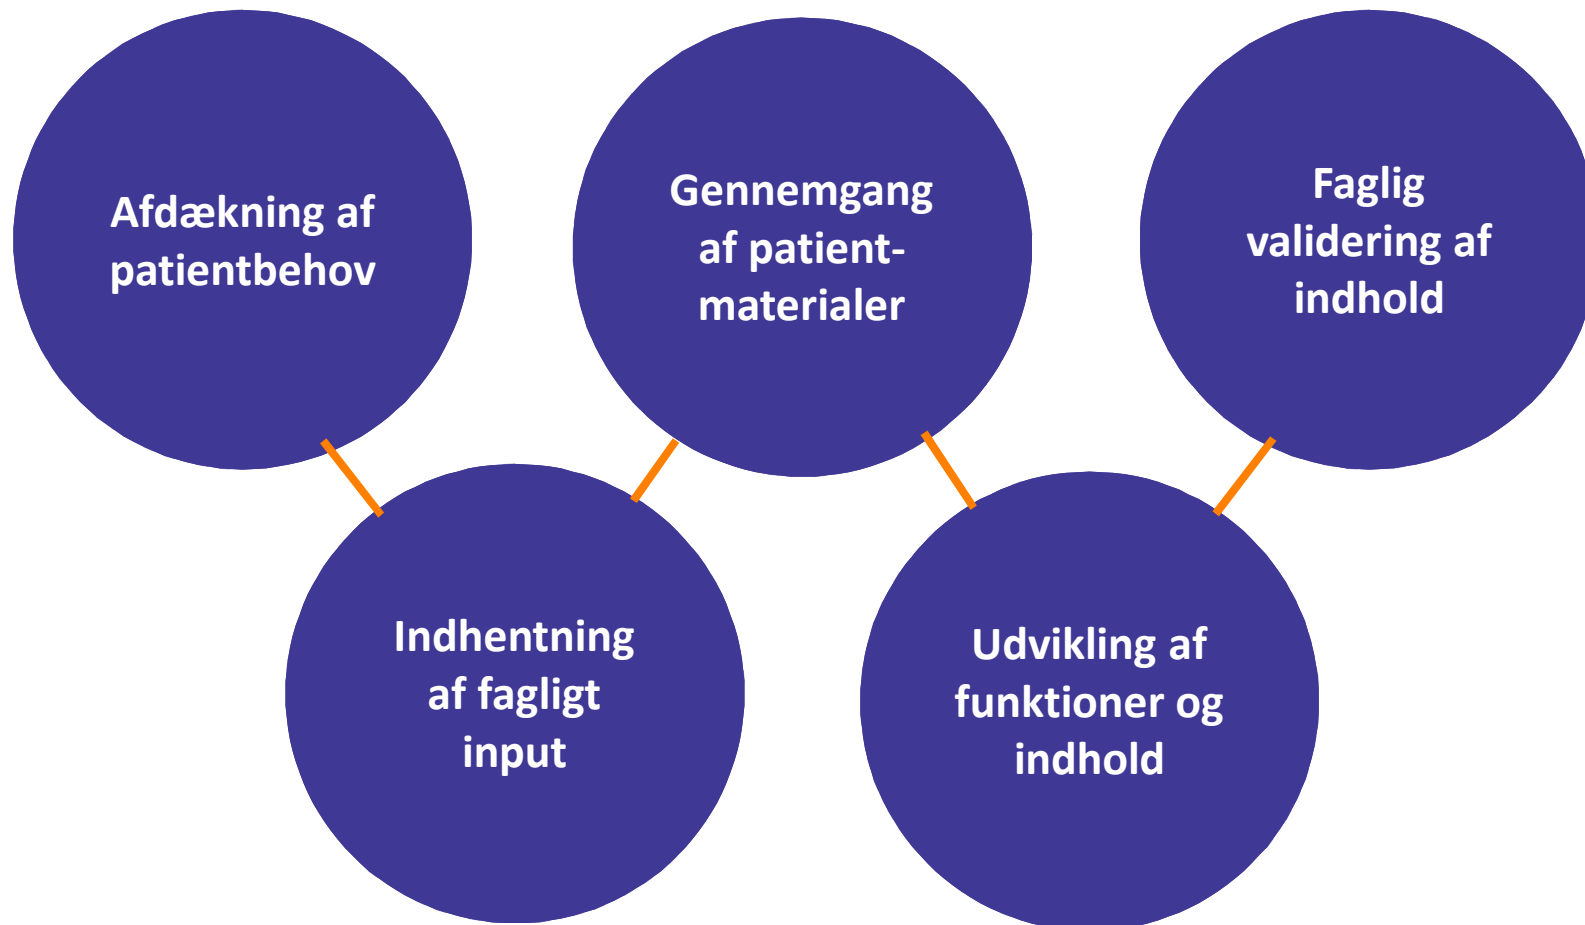 Afdækning af
patientbehov
Indhentning
af fagligt
input
Gennemgang
af patient-
materialer
Udvikling af
funktioner og
indhold
Faglig
validering af
indhold